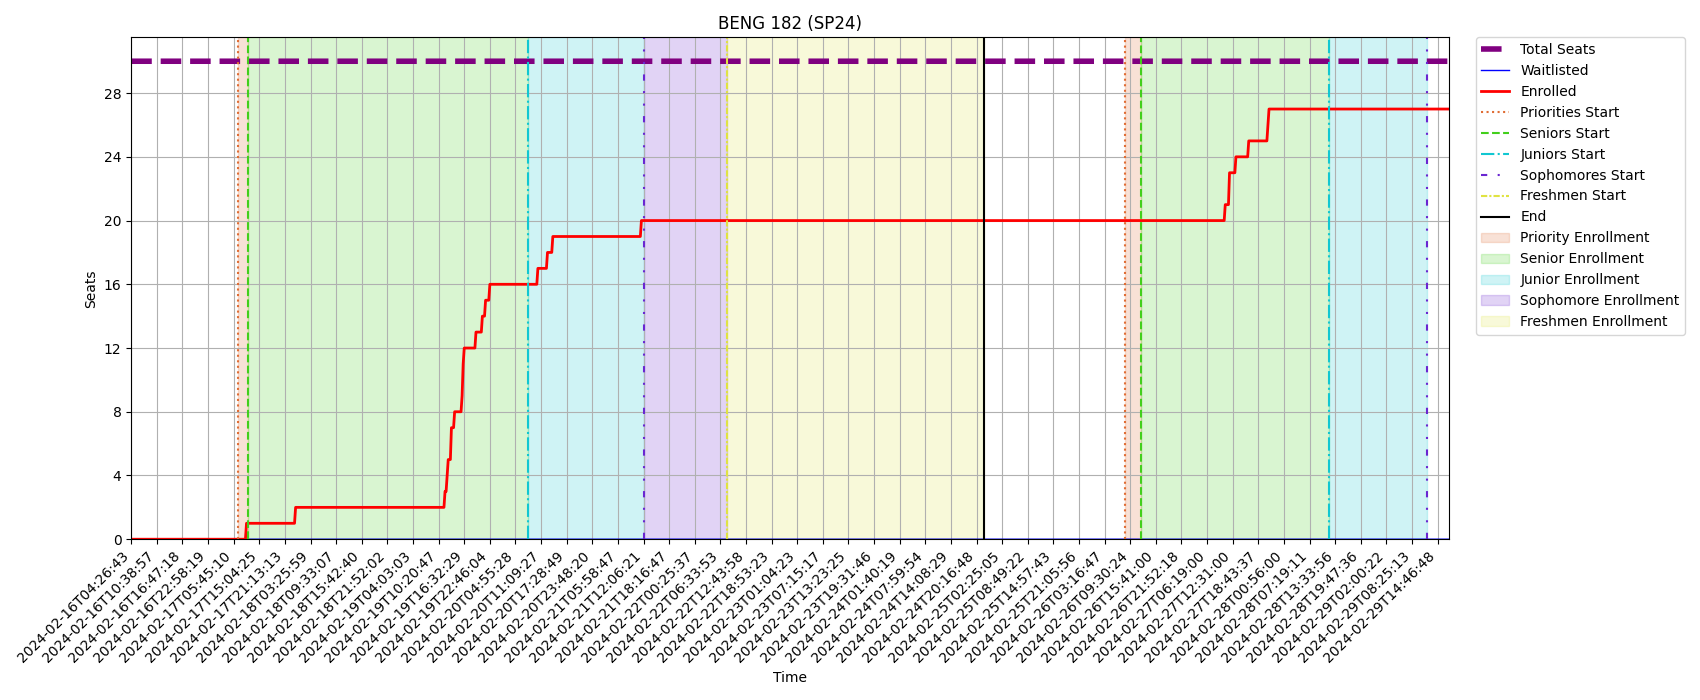 BENG 182 (SP24)
Seats
28
24
20
16
12
8
4
0
2024-02-16T04:26:43
2024-02-16T10:38:57
2024-02-16T16:47:18
2024-02-16T22:58:19
2024-02-17T05:45:10
2024-02-17T15:04:25
2024-02-17T21:13:13
2024-02-18T03:25:59
2024-02-18T09:33:07
2024-02-18T15:42:40
2024-02-18T21:52:02
2024-02-19T04:03:03
2024-02-19T10:20:47
2024-02-19T16:32:29
2024-02-19T22:46:04
2024-02-20T04:55:28
2024-02-20T11:09:27
2024-02-20T17:28:49
2024-02-20T23:48:20
2024-02-21T05:58:47
2024-02-21T12:06:21
2024-02-21T18:16:47
2024-02-22T00:25:37
2024-02-22T06:33:53
2024-02-22T12:43:58
2024-02-22T18:53:23
2024-02-23T01:04:23
2024-02-23T07:15:17
2024-02-23T13:23:25
2024-02-23T19:31:46
2024-02-24T01:40:19
2024-02-24T07:59:54
2024-02-24T14:08:29
2024-02-24T20:16:48
2024-02-25T02:25:05
2024-02-25T08:49:22
2024-02-25T14:57:43
2024-02-25T21:05:56
2024-02-26T03:16:47
2024-02-26T09:30:24
2024-02-26T15:41:00
2024-02-26T21:52:18
2024-02-27T06:19:00
2024-02-27T12:31:00
2024-02-27T18:43:37
2024-02-28T00:56:00
2024-02-28T07:19:11
2024-02-28T13:33:56
2024-02-28T19:47:36
2024-02-29T02:00:22
2024-02-29T08:25:13
2024-02-29T14:46:48
Time
Total Seats
Waitlisted
Enrolled
Priorities Start
Seniors Start
Juniors Start
Sophomores Start
Freshmen Start
End
Priority Enrollment
Senior Enrollment
Junior Enrollment
Sophomore Enrollment
Freshmen Enrollment